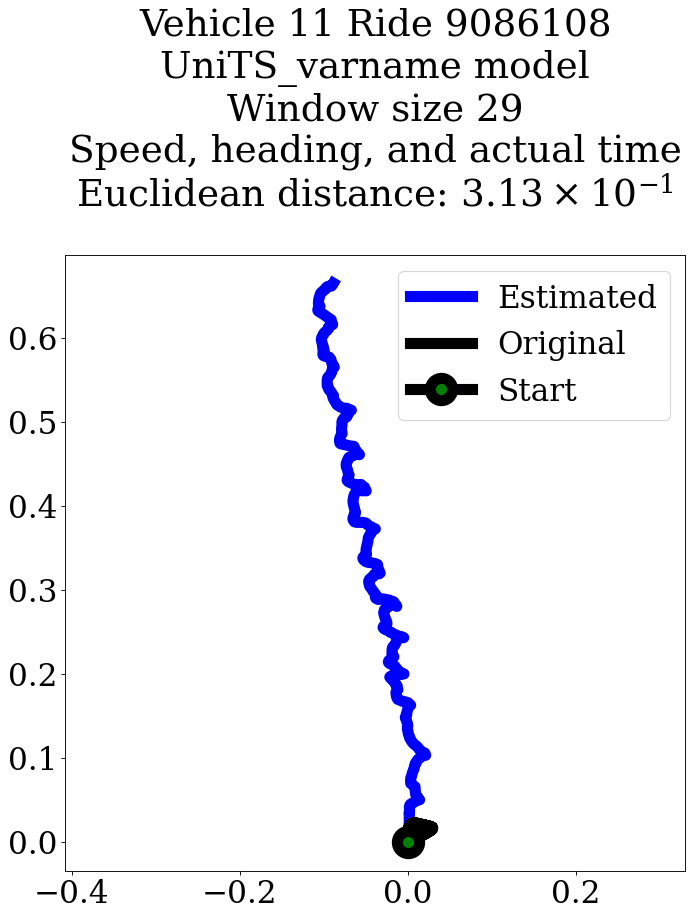 Vehicle 11 Ride 9086108
UniTS_varname model
Window size 29
Speed, heading, and actual time
Euclidean distance: 3.13 × 10⁻¹
Estimated
Original
Start
0.6
0.5
0.4
0.3
0.2
0.1
0.0
−0.4
−0.2
0.0
0.2